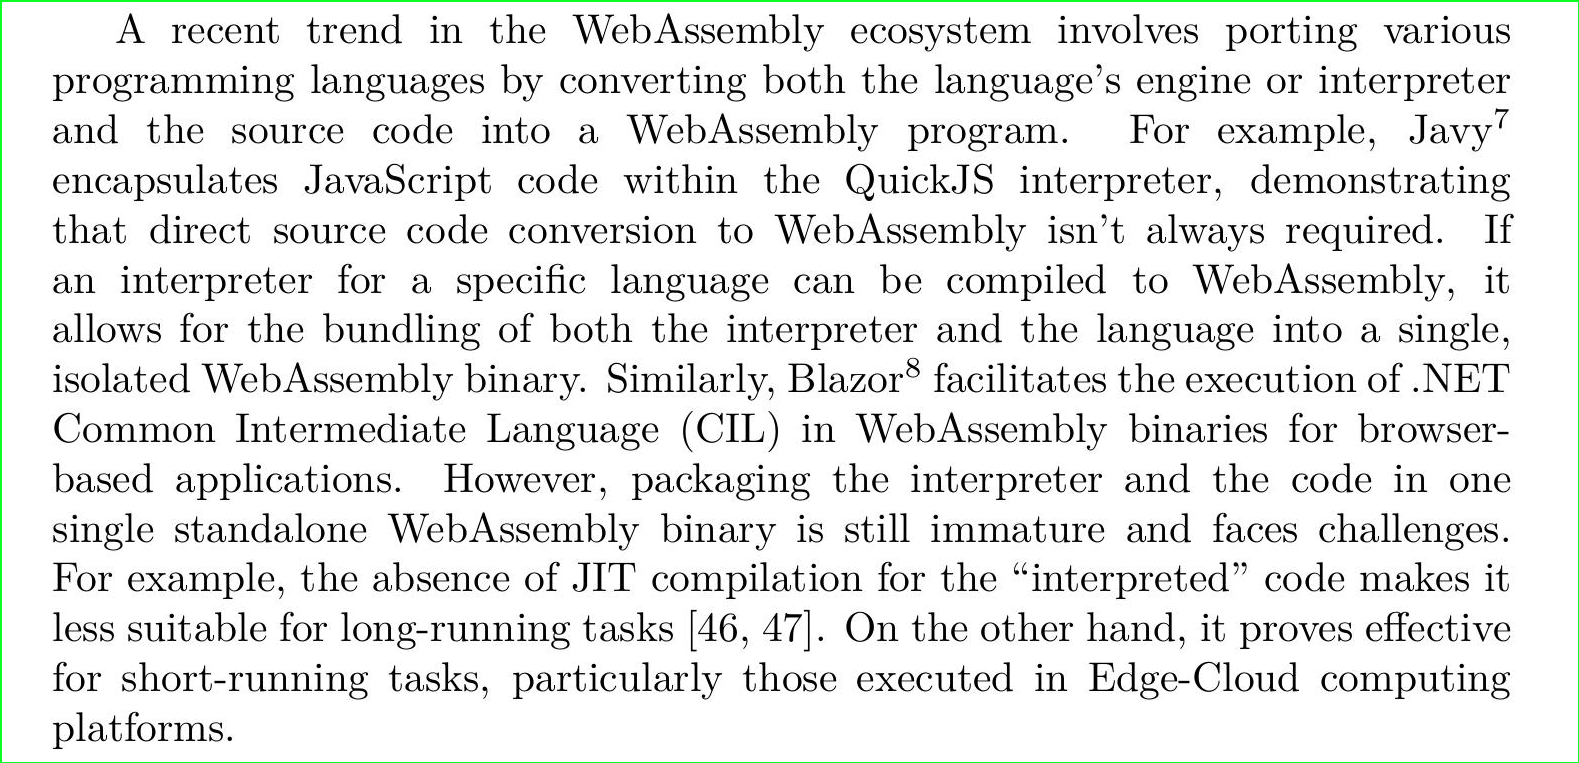 A recent trend in the WebAssembly ecosystem involves porting various
programming languages by converting both the language's engine or interpreter
and the source code into a WebAssembly program. For example, Javy⁷
encapsulates JavaScript code within the QuickJS interpreter, demonstrating
that direct source code conversion to WebAssembly isn't always required. If
an interpreter for a specific language can be compiled to WebAssembly, it
allows for the bundling of both the interpreter and the language into a single,
isolated WebAssembly binary. Similarly, Blazor⁸ facilitates the execution of .NET
Common Intermediate Language (CIL) in WebAssembly binaries for browser-
based applications. However, packaging the interpreter and the code in one
single standalone WebAssembly binary is still immature and faces challenges.
For example, the absence of JIT compilation for the “interpreted” code makes it
less suitable for long-running tasks [46, 47]. On the other hand, it proves effective
for short-running tasks, particularly those executed in Edge-Cloud computing
platforms.